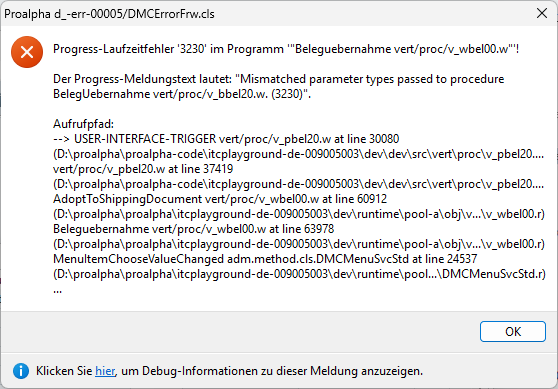 Proalpha d_-err-00005/DMCErrorFrw.cls
Progress-Laufzeitfehler '3230' im Programm '"Beleguebernahme vert/proc/v_wbel00.w"'!
Der Progress-Meldungstext lautet: "Mismatched parameter types passed to procedure
BelegUebernahme vert/proc/v_bbel20.w. (3230)".
Aufrufpfad:
--> USER-INTERFACE-TRIGGER vert/proc/v_pbel20.w at line 30080
(D:\proalpha\proalpha-code\itcplayground-de-009005003\dev\dev\src\vert\proc\v_pbel20....
vert/proc/v_pbel20.w at line 37419
(D:\proalpha\proalpha-code\itcplayground-de-009005003\dev\dev\src\vert\proc\v_pbel20....
AdoptToShippingDocument vert/proc/v_wbel00.w at line 60912
(D:\proalpha\proalpha\itcplayground-de-009005003\dev\runtime\pool-a\obj\v...\v_wbel00.r)
Beleguebernahme vert/proc/v_wbel00.w at line 63978
(D:\proalpha\proalpha\itcplayground-de-009005003\dev\runtime\pool-a\obj\v...\v_wbel00.r)
MenuItemChooseValueChanged adm.method.cls.DMCMenuSvcStd at line 24537
(D:\proalpha\proalpha\itcplayground-de-009005003\dev\runtime\pool...\DMCMenuSvcStd.r)
...
OK
Klicken Sie hier, um Debug-Informationen zu dieser Meldung anzuzeigen.